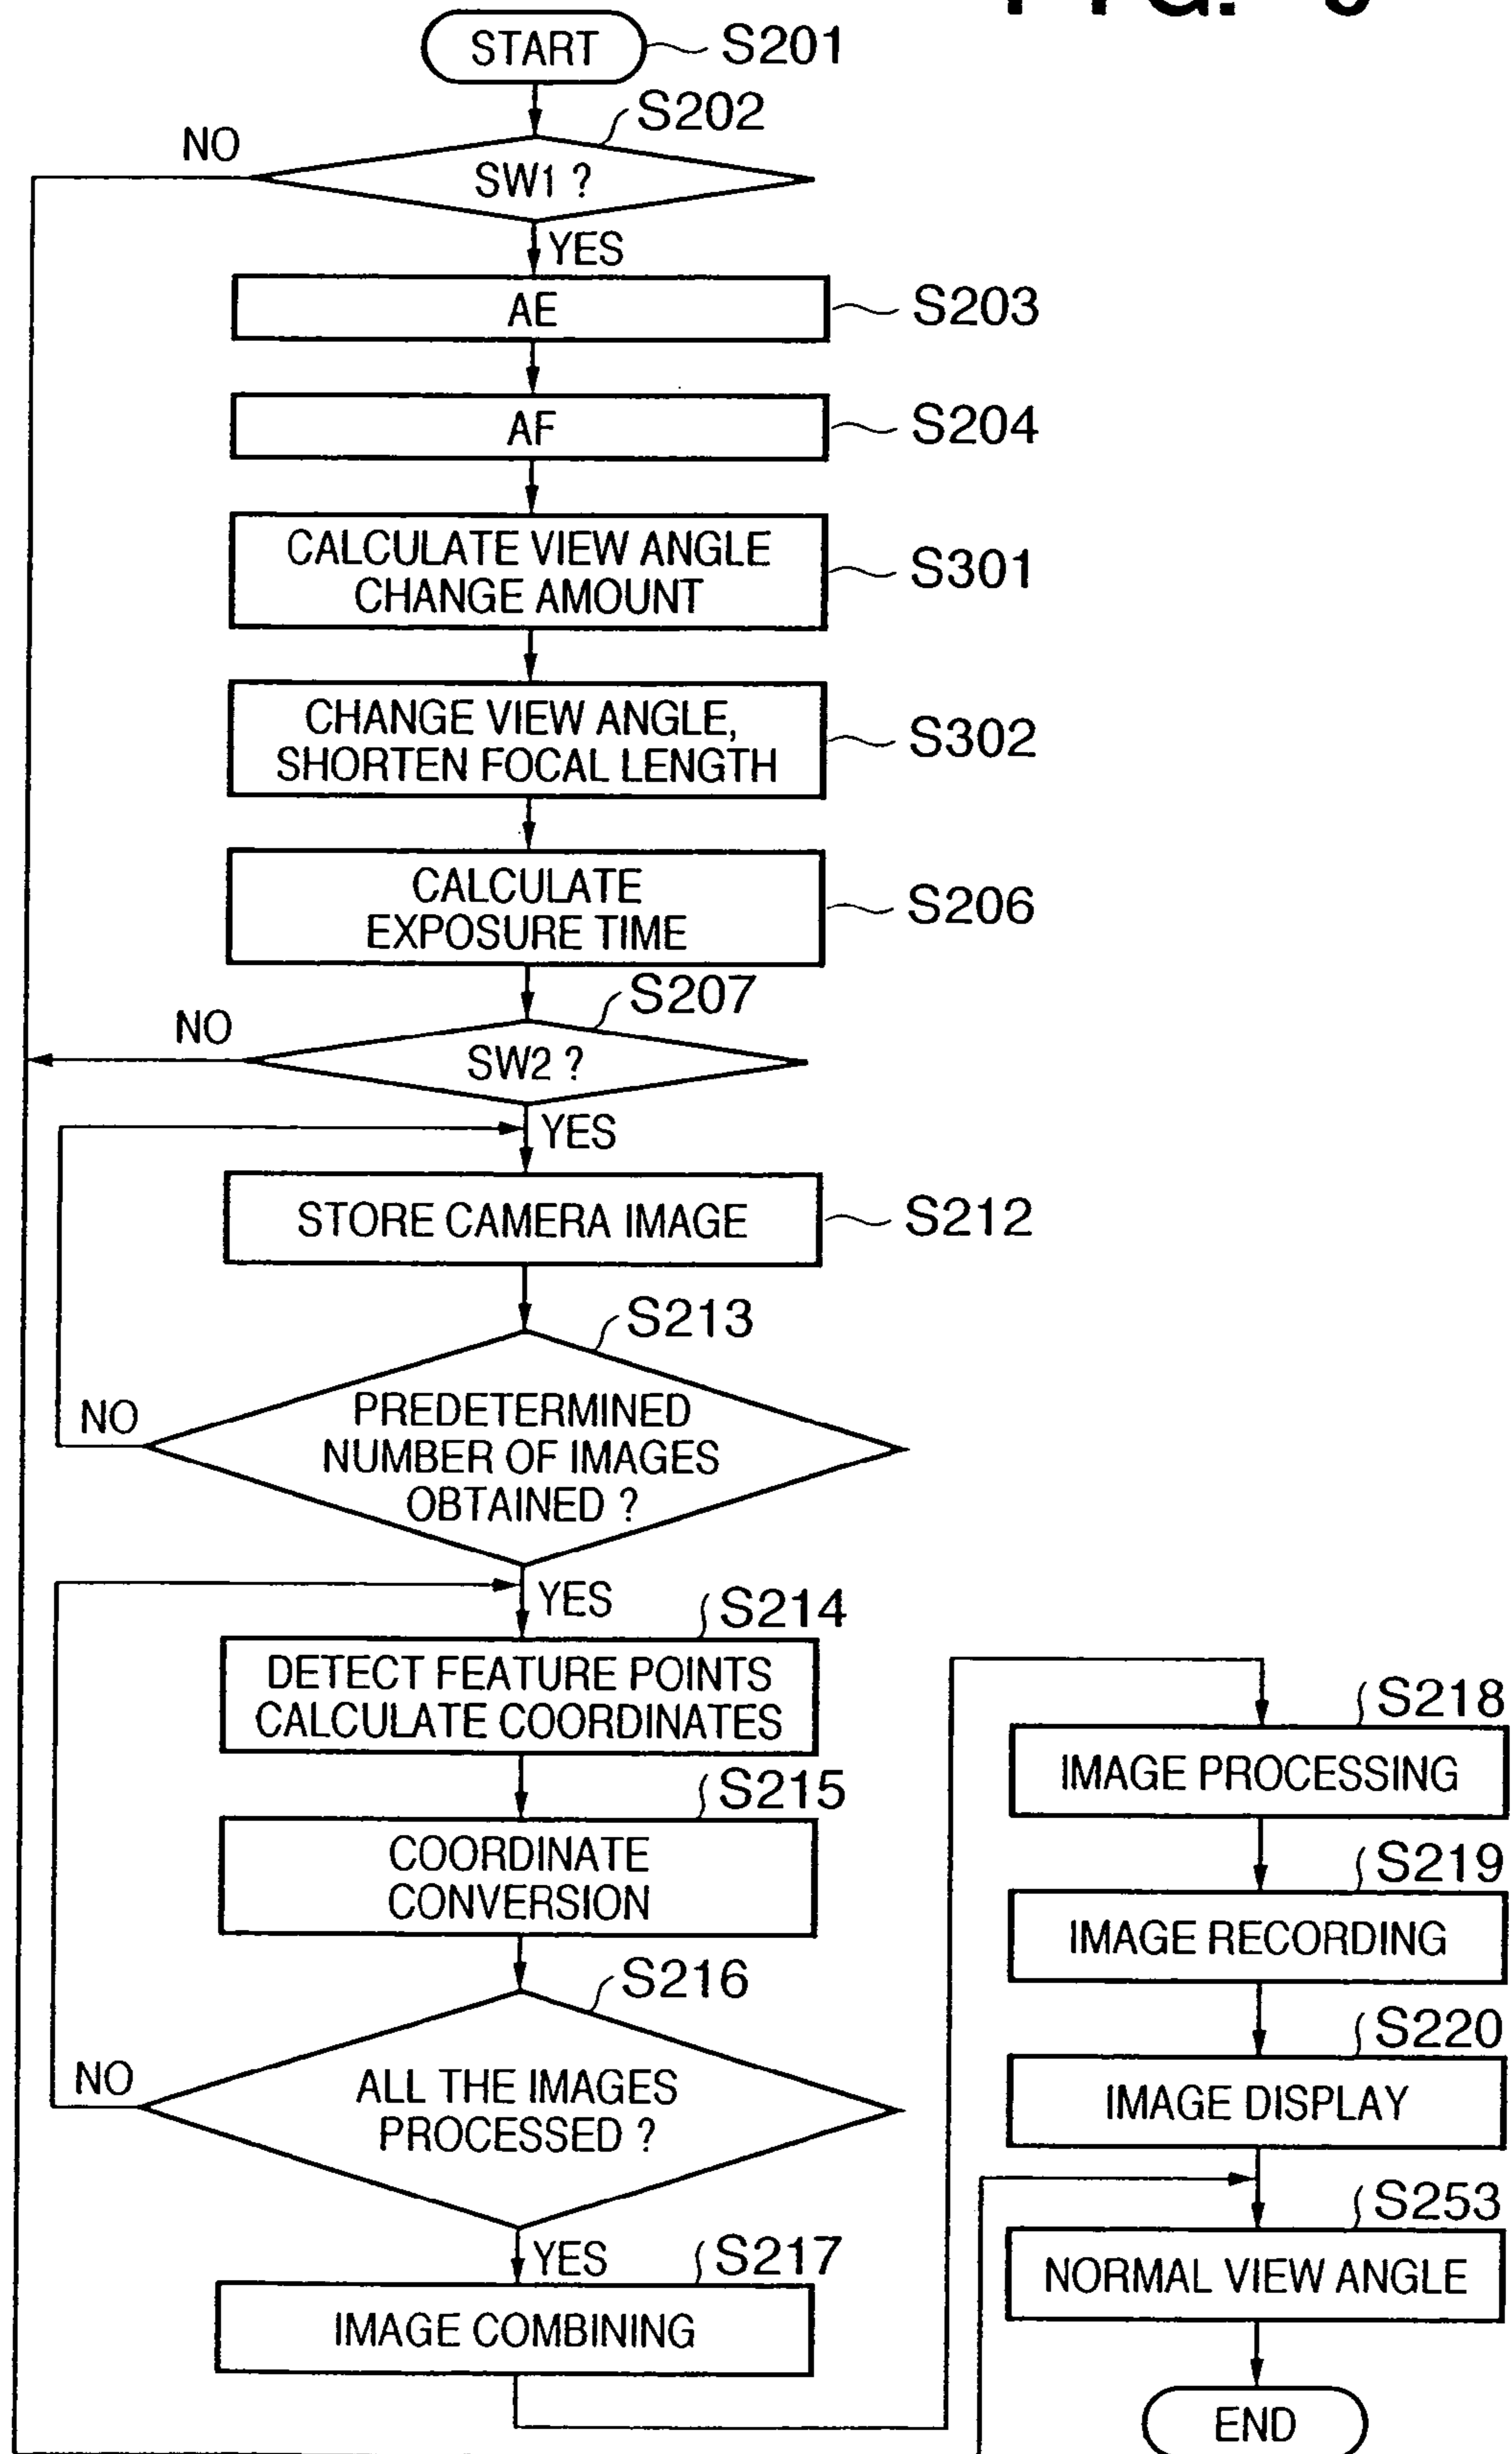 FIG.
START
S201
S202
NO
SW1 ?
YES
AE
S203
AF
S204
CALCULATE VIEW ANGLE
CHANGE AMOUNT
S301
CHANGE VIEW ANGLE,
SHORTEN FOCAL LENGTH
S302
CALCULATE
EXPOSURE TIME
S206
S207
NO
SW2 ?
YES
STORE CAMERA IMAGE
S212
S213
PREDETERMINED
NUMBER OF IMAGES
OBTAINED ?
NO
YES
S214
DETECT FEATURE POINTS
CALCULATE COORDINATES
S215
COORDINATE
CONVERSION
S216
NO
ALL THE IMAGES
PROCESSED ?
YES
S217
IMAGE COMBINING
S218
IMAGE PROCESSING
S219
IMAGE RECORDING
S220
IMAGE DISPLAY
S253
NORMAL VIEW ANGLE
END